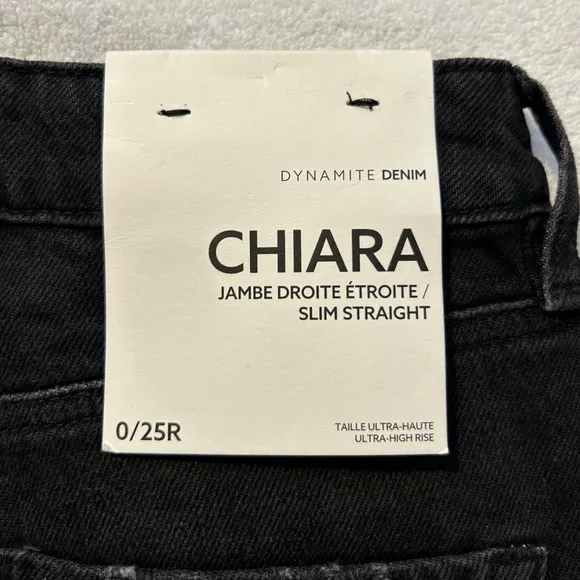 DYNAMITE DENIM
CHIARA
JAMBE DROITE ÉTROITE /
SLIM STRAIGHT
0/25R
TAILLE ULTRA-HAUTE
ULTRA-HIGH RISE